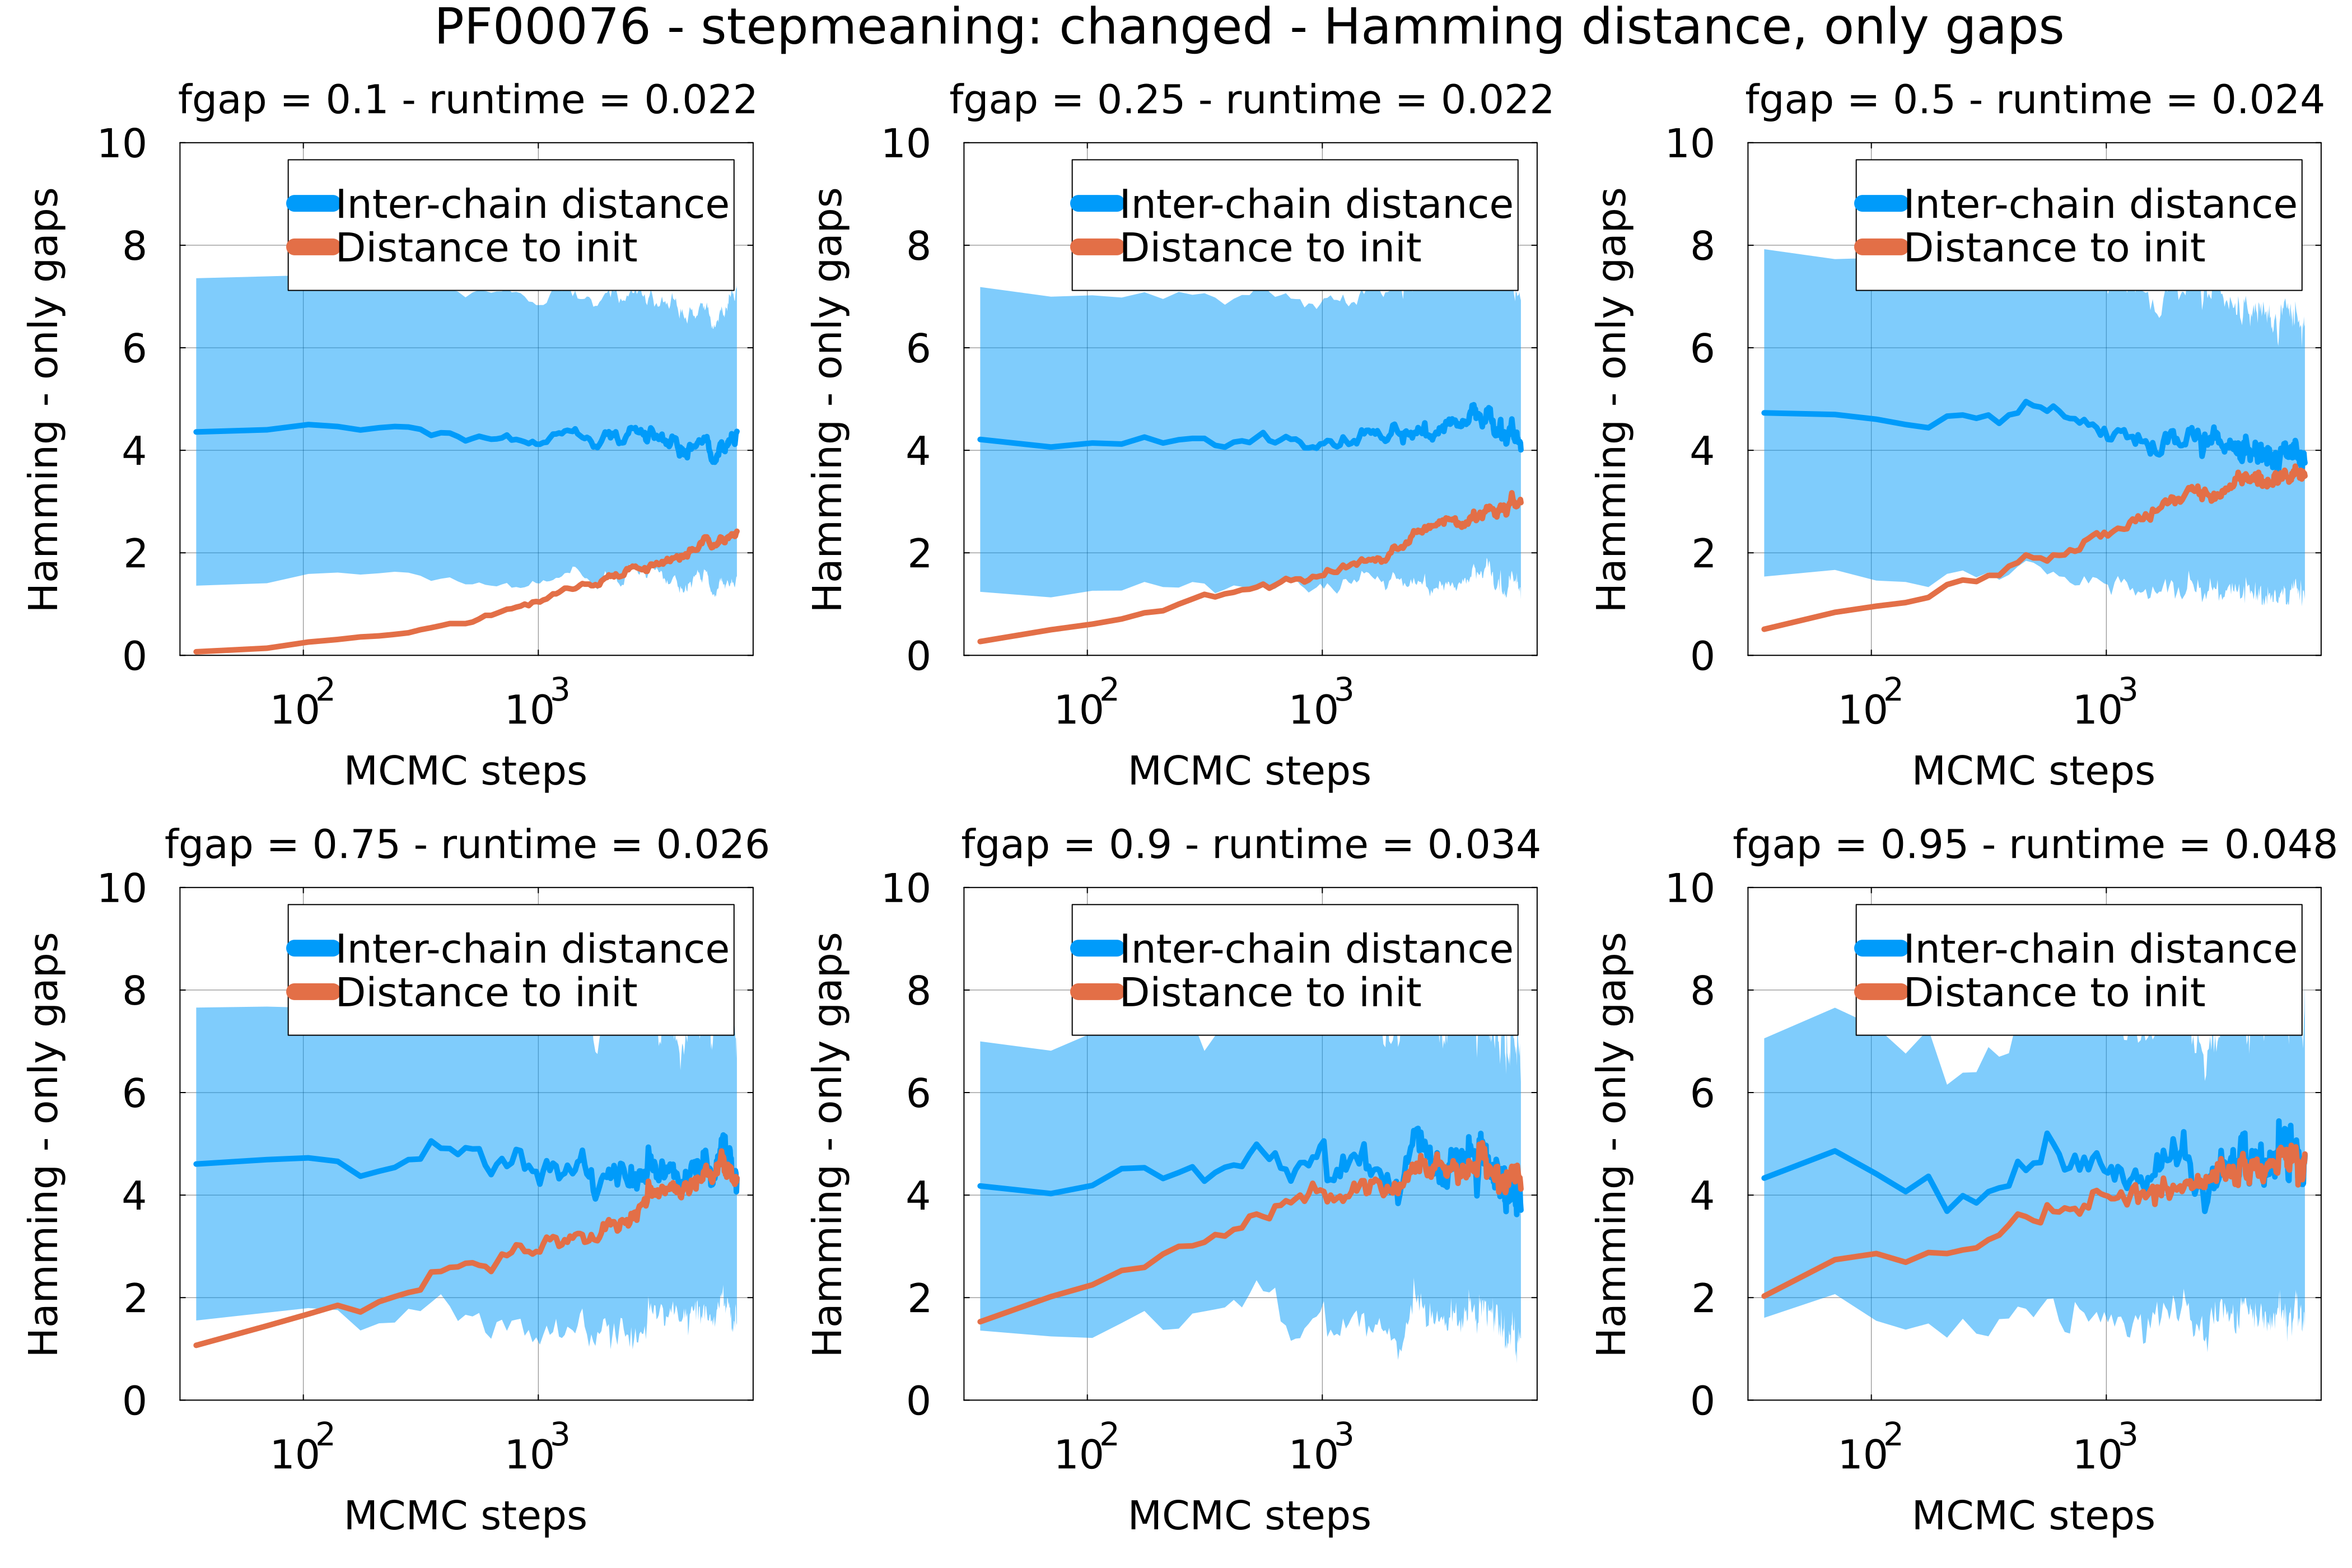 PF00076 - stepmeaning: changed - Hamming distance, only gaps
fgap = 0.1 - runtime = 0.022
Hamming - only gaps
10
8
6
4
2
0
Inter-chain distance
Distance to init
10^2
10^3
MCMC steps
fgap = 0.25 - runtime = 0.022
Hamming - only gaps
10
8
6
4
2
0
Inter-chain distance
Distance to init
10^2
10^3
MCMC steps
fgap = 0.5 - runtime = 0.024
Hamming - only gaps
10
8
6
4
2
0
Inter-chain distance
Distance to init
10^2
10^3
MCMC steps
fgap = 0.75 - runtime = 0.026
Hamming - only gaps
10
8
6
4
2
0
Inter-chain distance
Distance to init
10^2
10^3
MCMC steps
fgap = 0.9 - runtime = 0.034
Hamming - only gaps
10
8
6
4
2
0
Inter-chain distance
Distance to init
10^2
10^3
MCMC steps
fgap = 0.95 - runtime = 0.048
Hamming - only gaps
10
8
6
4
2
0
Inter-chain distance
Distance to init
10^2
10^3
MCMC steps